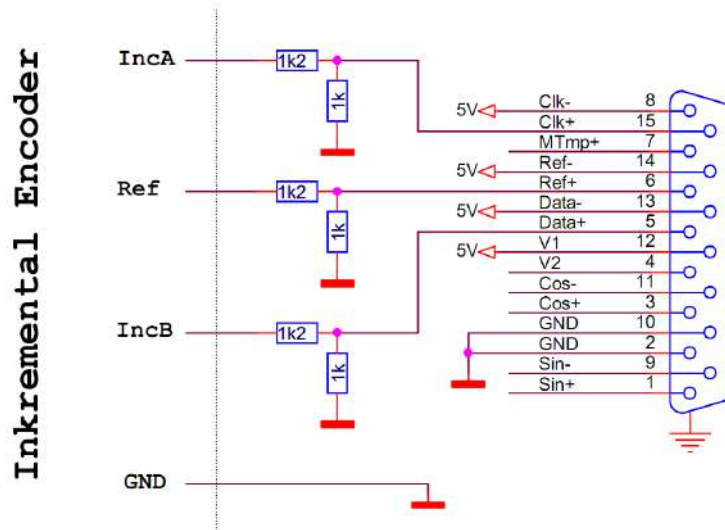 Inkremental Encoder
IncA
1k2
1k
Ref
1k2
1k
IncB
1k2
1k
GND
5V Clk- 8
Clk+ 15
MTmp+ 7
5V Ref- 14
Ref+ 6
5V Data- 13
Data+ 5
5V V1 12
V2 4
Cos- 11
Cos+ 3
GND 10
GND 2
Sin- 9
Sin+ 1